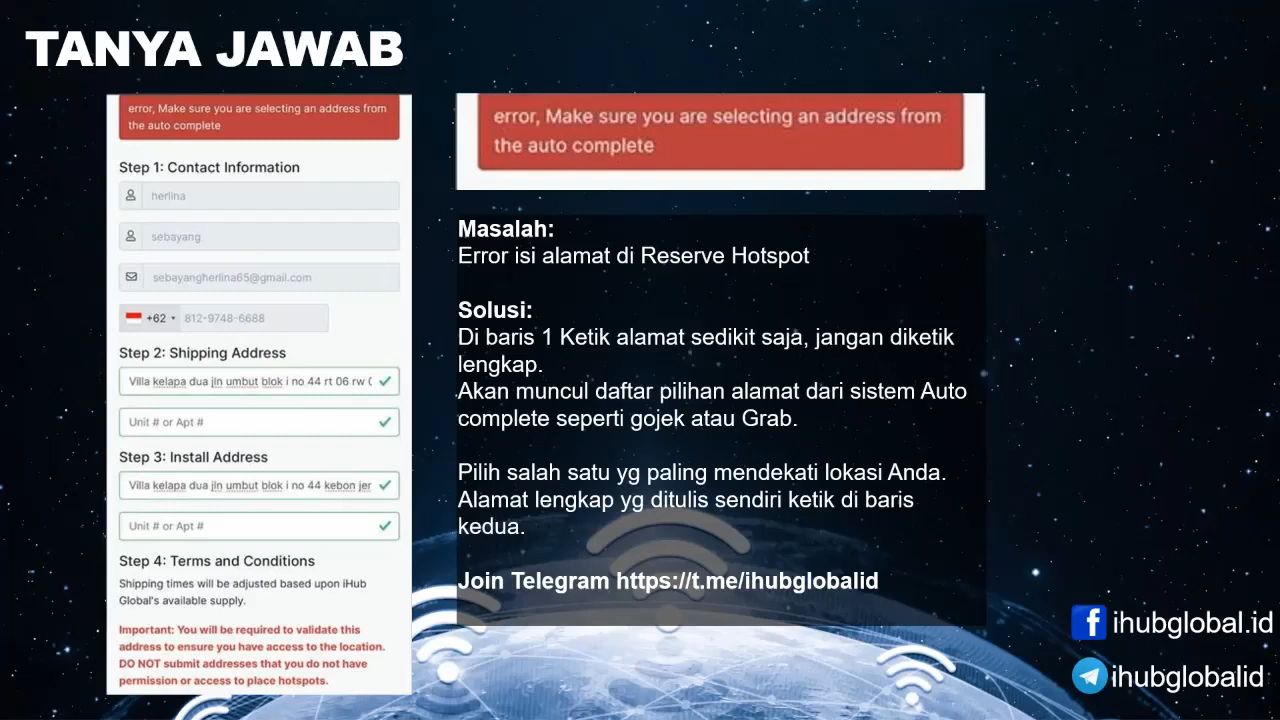 TANYA JAWAB
error, Make sure you are selecting an address from
the auto complete
Step 1: Contact Information
herlina
sebayang
sebayangherlina65@gmail.com
+62
812-9748-6688
Step 2: Shipping Address
Villa kelapa dua jln umbut blok i no 44 rt 06 rw
Unit # or Apt #
Step 3: Install Address
Villa kelapa dua jln umbut blok i no 44 kebon jer
Unit # or Apt #
Step 4: Terms and Conditions
Shipping times will be adjusted based upon iHub
Global's available supply.
Important: You will be required to validate this
address to ensure you have access to the location.
DO NOT submit addresses that you do not have
permission or access to place hotspots.
error, Make sure you are selecting an address from
the auto complete
Masalah:
Error isi alamat di Reserve Hotspot
Solusi:
Di baris 1 Ketik alamat sedikit saja, jangan diketik
lengkap.
Akan muncul daftar pilihan alamat dari sistem Auto
complete seperti gojek atau Grab.
Pilih salah satu yg paling mendekati lokasi Anda.
Alamat lengkap yg ditulis sendiri ketik di baris
kedua.
Join Telegram https://t.me/ihubglobalid
ihubglobal.id
ihubglobalid